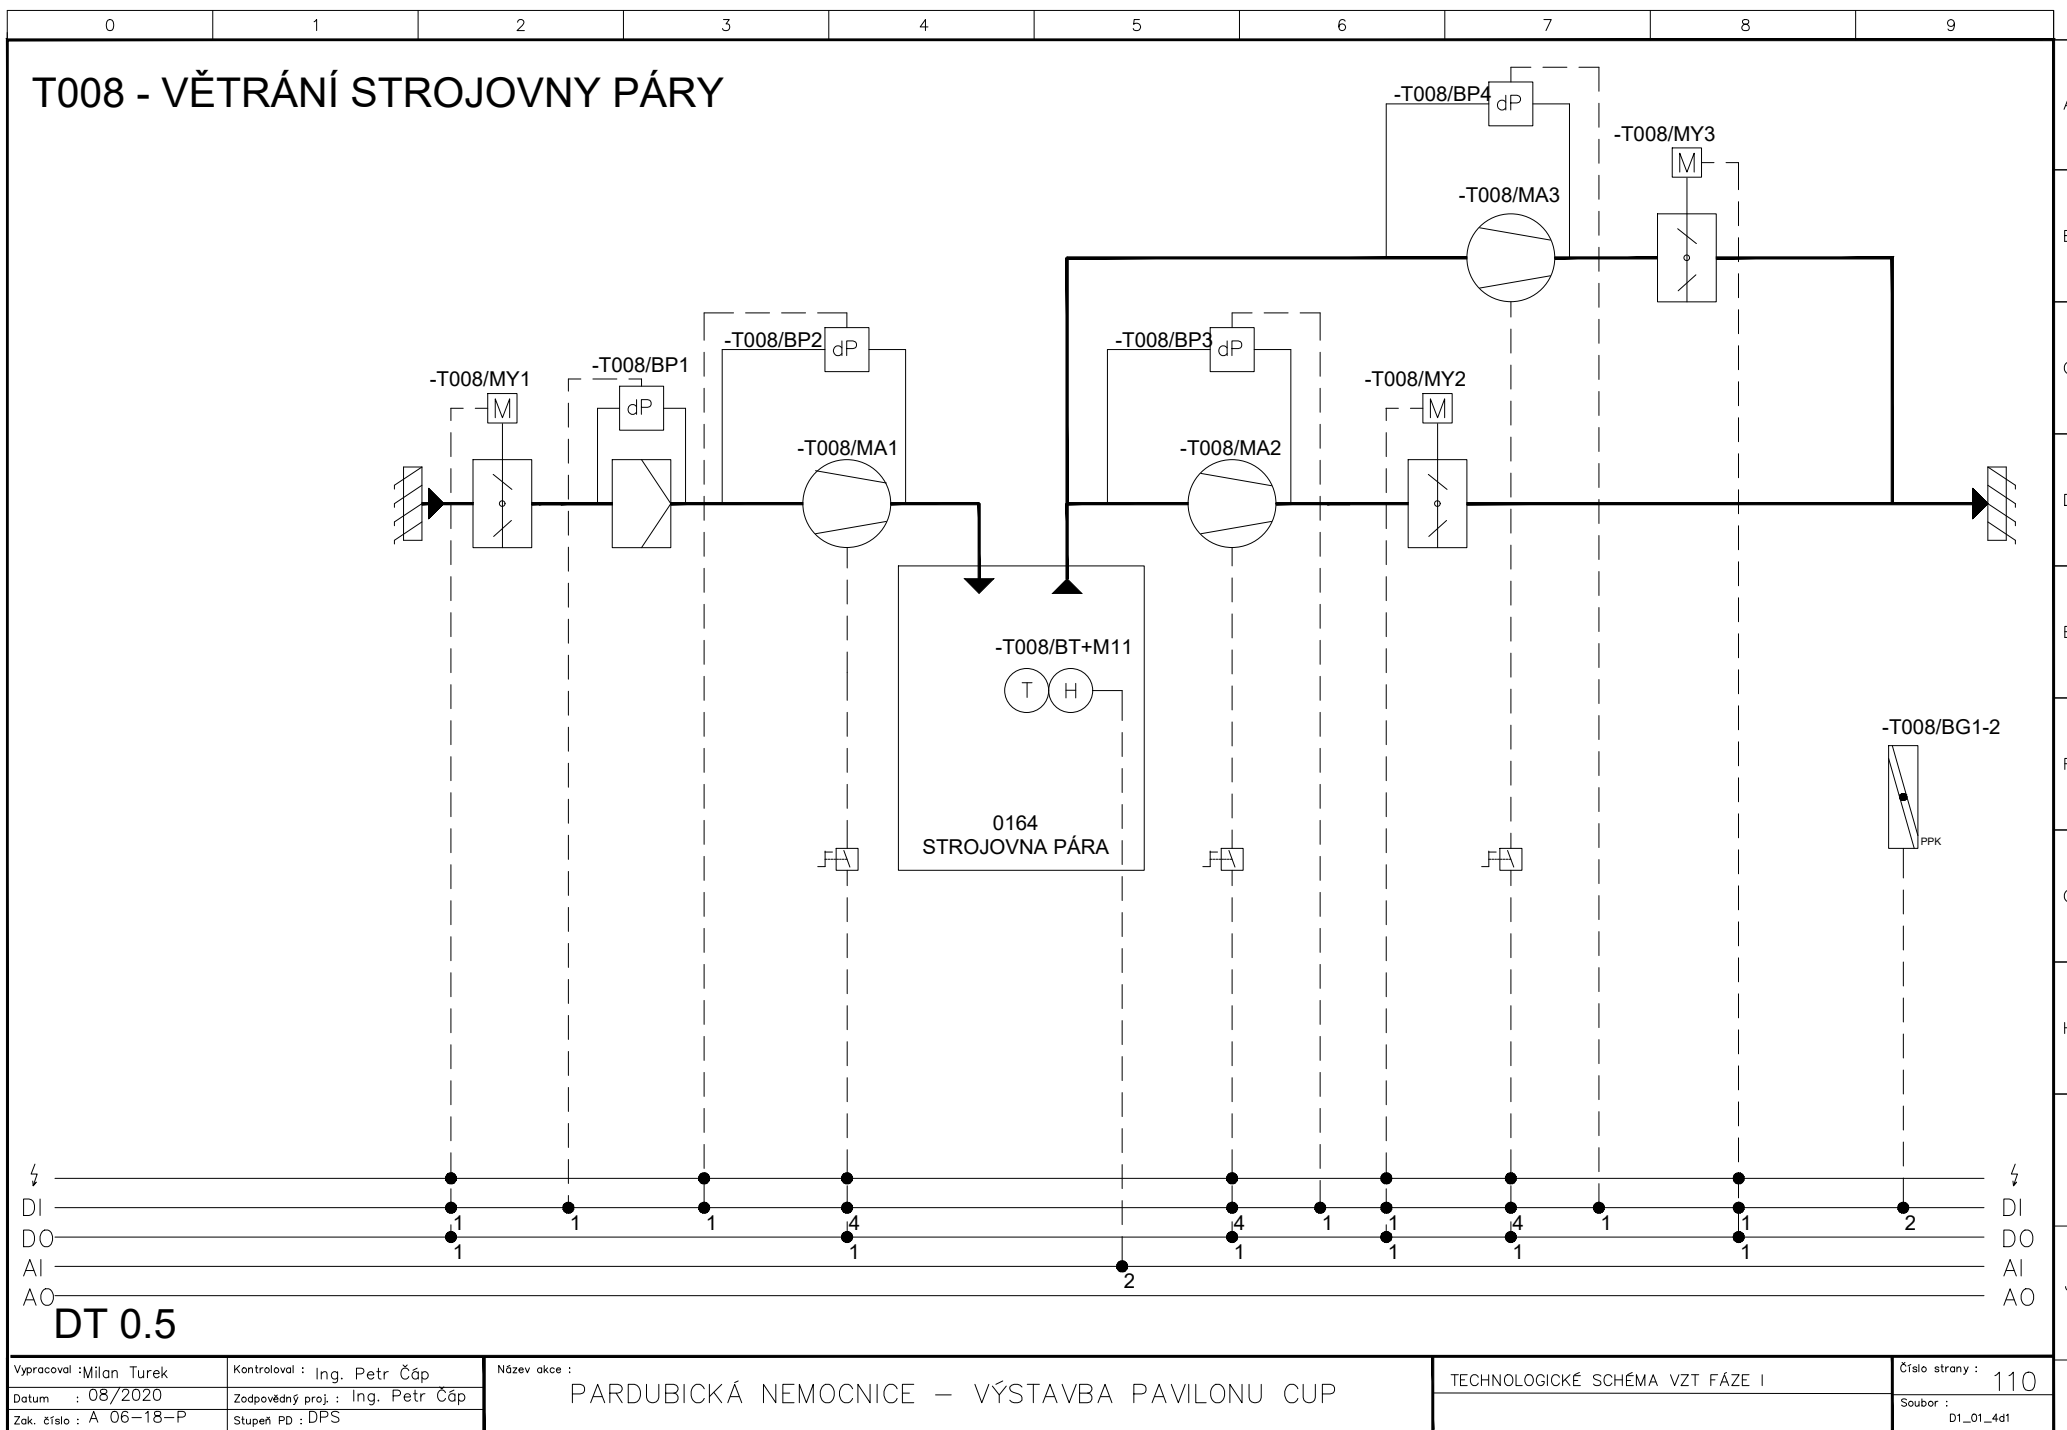 0 1 2 3 4 5 6 7 8 9
T008 - VĚTRÁNÍ STROJOVNY PÁRY
-T008/BP4
dP
-T008/MY3
M
-T008/MA3
-T008/BP2
dP
-T008/BP3
dP
-T008/BP1
dP
-T008/MY1
M
-T008/MY2
M
-T008/MA1
-T008/MA2
-T008/BT+M11
T H
-T008/BG1-2
PPK
0164
STROJOVNA PÁRA
DI 1 1 1 4 4 1 1 4 1 1 2 DI
DO 1 1 1 1 1 1 DO
AI 2 AI
AO AO
DT 0.5
Vypracoval : Milan Turek
Datum : 08/2020
Zak. číslo : A 06-18-P
Kontroloval : Ing. Petr Čáp
Zodpovědný proj. : Ing. Petr Čáp
Stupeň PD : DPS
Název akce :
PARDUBICKÁ NEMOCNICE – VÝSTAVBA PAVILONU CUP
TECHNOLOGICKÉ SCHÉMA VZT FÁZE I
Číslo strany : 110
Soubor :
D1_01_4d1